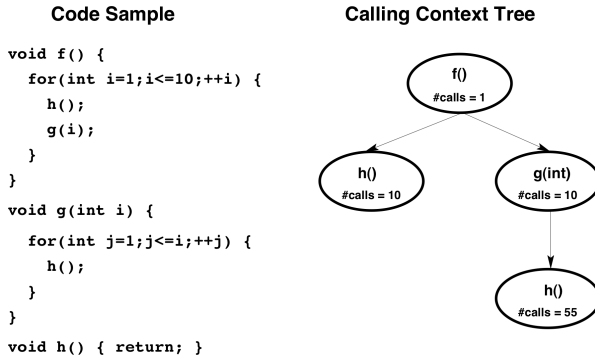 Code Sample
void f() {
  for(int i=1;i<=10;++i) {
    h();
    g(i);
  }
}
void g(int i) {
  for(int j=1;j<=i;++j) {
    h();
  }
}
void h() { return; }
Calling Context Tree
f()
#calls = 1
h()
#calls = 10
g(int)
#calls = 10
h()
#calls = 55